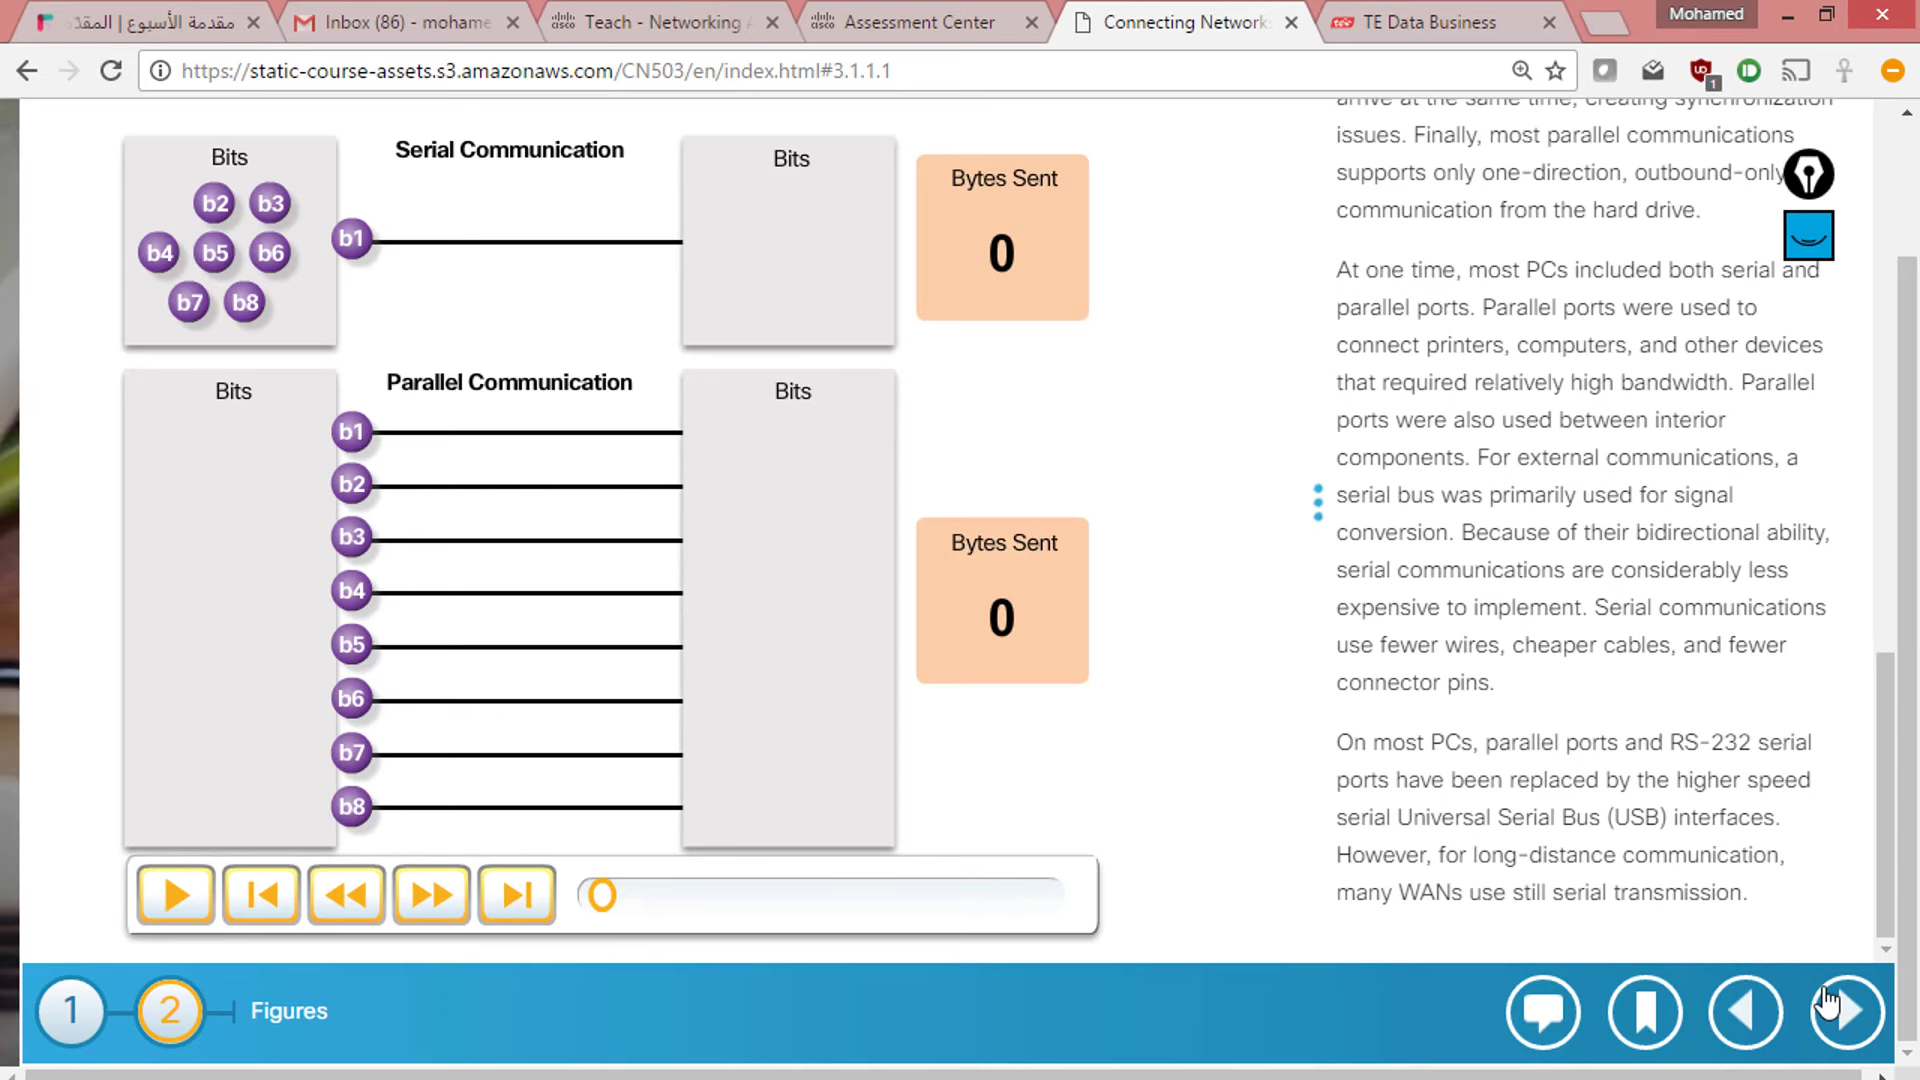 مقدمة الأسبوع | المقدّ
Inbox (86) - mohame
Teach - Networking A
Assessment Center
Connecting Network
TE Data Business
Mohamed
https://static-course-assets.s3.amazonaws.com/CN503/en/index.html#3.1.1.1
1
Bits
b2 b3
b4 b5 b6
b7 b8
Serial Communication
b1
Bits
Bytes Sent
0
Bits
Parallel Communication
b1
b2
b3
b4
b5
b6
b7
b8
Bits
Bytes Sent
0
arrive at the same time, creating synchronization
issues. Finally, most parallel communications
supports only one-direction, outbound-only
communication from the hard drive.
At one time, most PCs included both serial and
parallel ports. Parallel ports were used to
connect printers, computers, and other devices
that required relatively high bandwidth. Parallel
ports were also used between interior
components. For external communications, a
serial bus was primarily used for signal
conversion. Because of their bidirectional ability,
serial communications are considerably less
expensive to implement. Serial communications
use fewer wires, cheaper cables, and fewer
connector pins.
On most PCs, parallel ports and RS-232 serial
ports have been replaced by the higher speed
serial Universal Serial Bus (USB) interfaces.
However, for long-distance communication,
many WANs use still serial transmission.
1 2 Figures